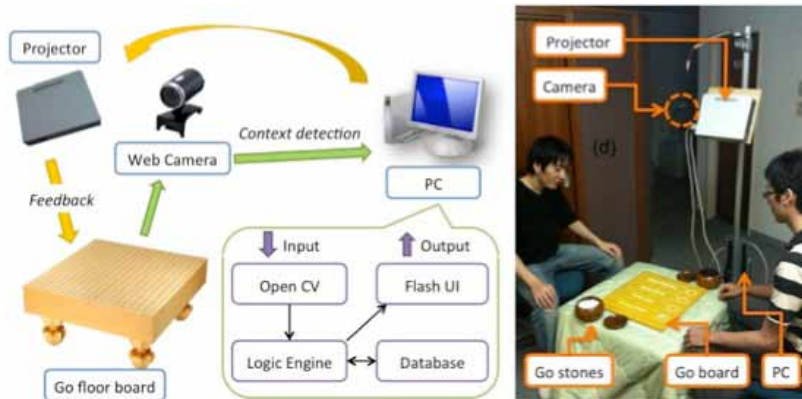 Projector
Web Camera
Context detection
PC
Feedback
Go floor board
Input
Output
Open CV
Flash UI
Logic Engine
Database
Projector
Camera
(d)
Go stones
Go board
PC